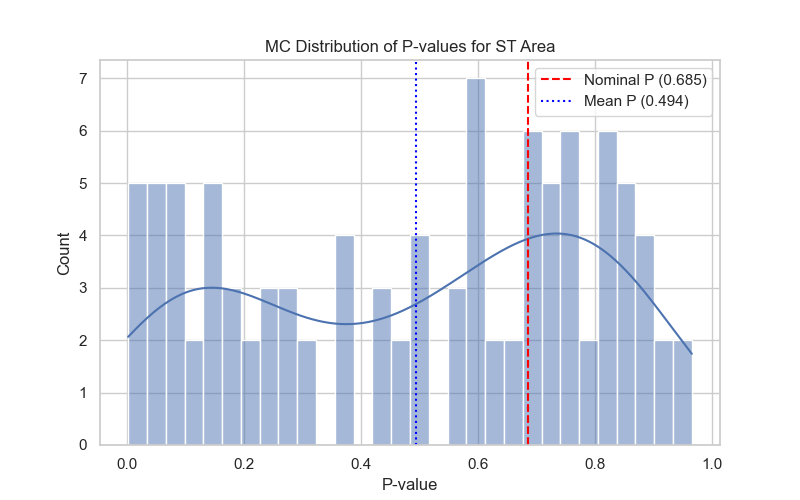 MC Distribution of P-values for ST Area
Nominal P (0.685)
Mean P (0.494)
Count
7
6
5
4
3
2
1
0
0.0 0.2 0.4 0.6 0.8 1.0
P-value